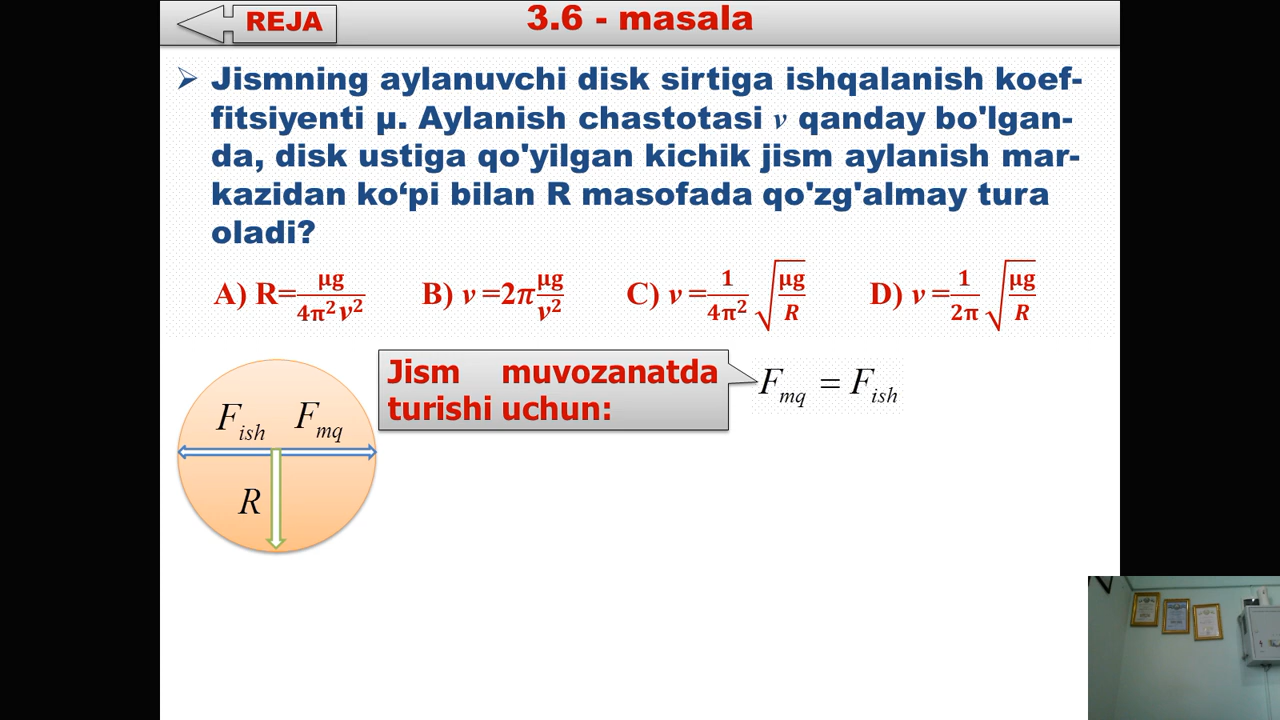 REJA
3.6 - masala
➢ Jismning aylanuvchi disk sirtiga ishqalanish koef-
fitsiyenti µ. Aylanish chastotasi ν qanday bo'lgan-
da, disk ustiga qo'yilgan kichik jism aylanish mar-
kazidan ko‘pi bilan R masofada qo'zg'almay tura
oladi?
A) R=μg/4π²ν² B) ν =2π μg/ν² C) ν =1/4π² √(μg/R) D) ν =1/2π √(μg/R)
Jism muvozanatda
turishi uchun:
F_mq = F_ish
F_ish F_mq
R